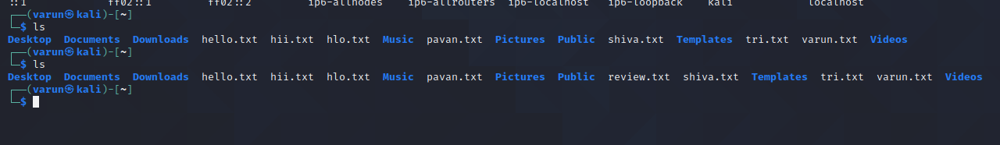 ::1             ff02::1         ff02::2         ip6-allnodes    ip6-allrouters  ip6-localhost   ip6-loopback    kali            localhost
┌──(varun㉿kali)-[~]
└─$ ls
Desktop  Documents  Downloads  hello.txt  hii.txt  hlo.txt  Music  pavan.txt  Pictures  Public  shiva.txt  Templates  tri.txt  varun.txt  Videos
┌──(varun㉿kali)-[~]
└─$ ls
Desktop  Documents  Downloads  hello.txt  hii.txt  hlo.txt  Music  pavan.txt  Pictures  Public  review.txt  shiva.txt  Templates  tri.txt  varun.txt  Videos
┌──(varun㉿kali)-[~]
└─$